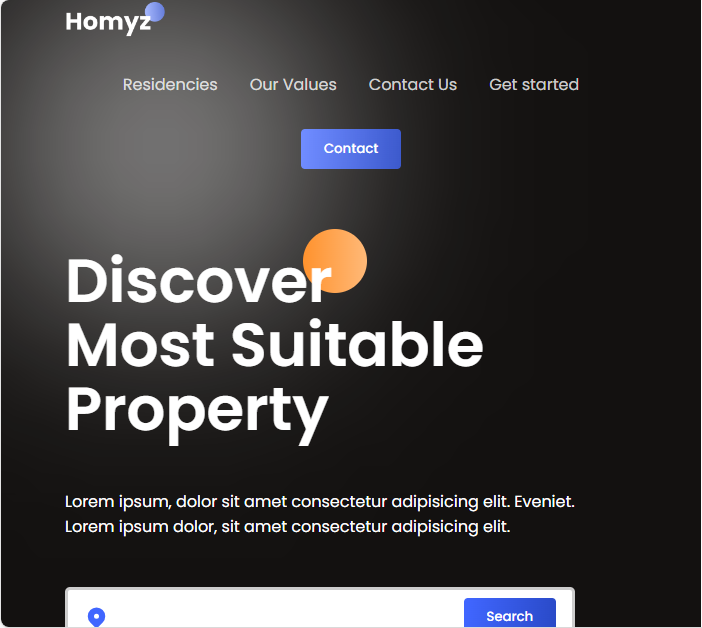 Homyz
Residencies Our Values Contact Us Get started
Contact
Discover
Most Suitable
Property
Lorem ipsum, dolor sit amet consectetur adipisicing elit. Eveniet.
Lorem ipsum dolor, sit amet consectetur adipisicing elit.
Search